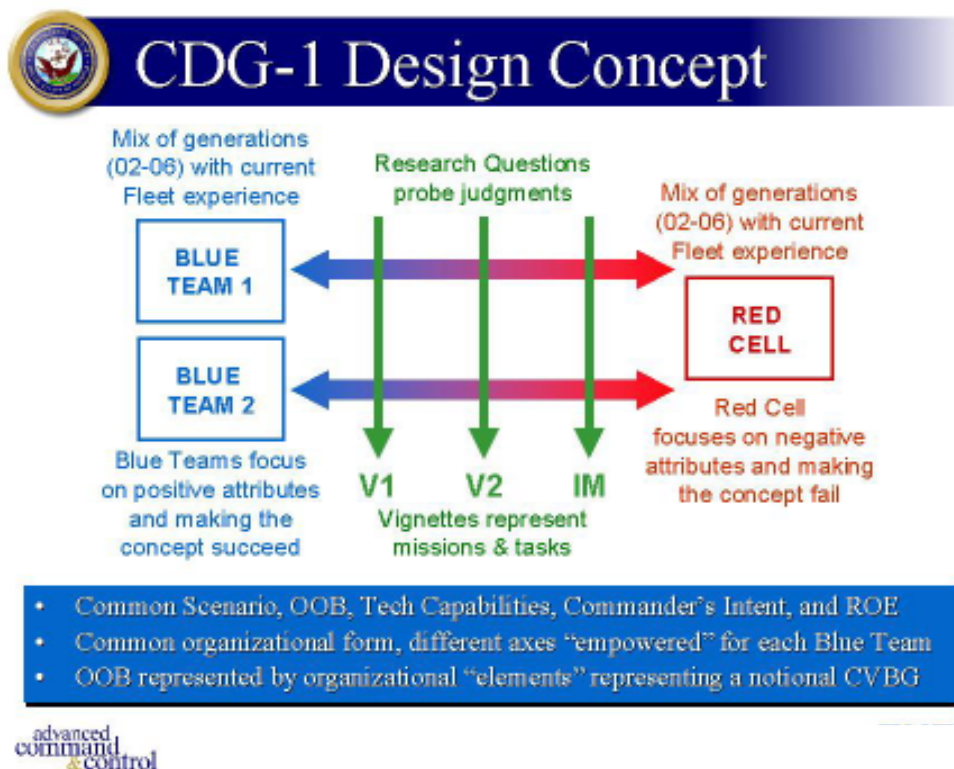 CDG-1 Design Concept
Mix of generations
(02-06) with current
Fleet experience
BLUE
TEAM 1
BLUE
TEAM 2
Blue Teams focus
on positive attributes
and making the
concept succeed
Research Questions
probe judgments
V1 V2 IM
Vignettes represent
missions & tasks
Mix of generations
(02-06) with current
Fleet experience
RED
CELL
Red Cell
focuses on negative
attributes and making
the concept fail
• Common Scenario, OOB, Tech Capabilities, Commander's Intent, and ROE
• Common organizational form, different axes “empowered” for each Blue Team
• OOB represented by organizational “elements” representing a notional CVBG
advanced
command
& control